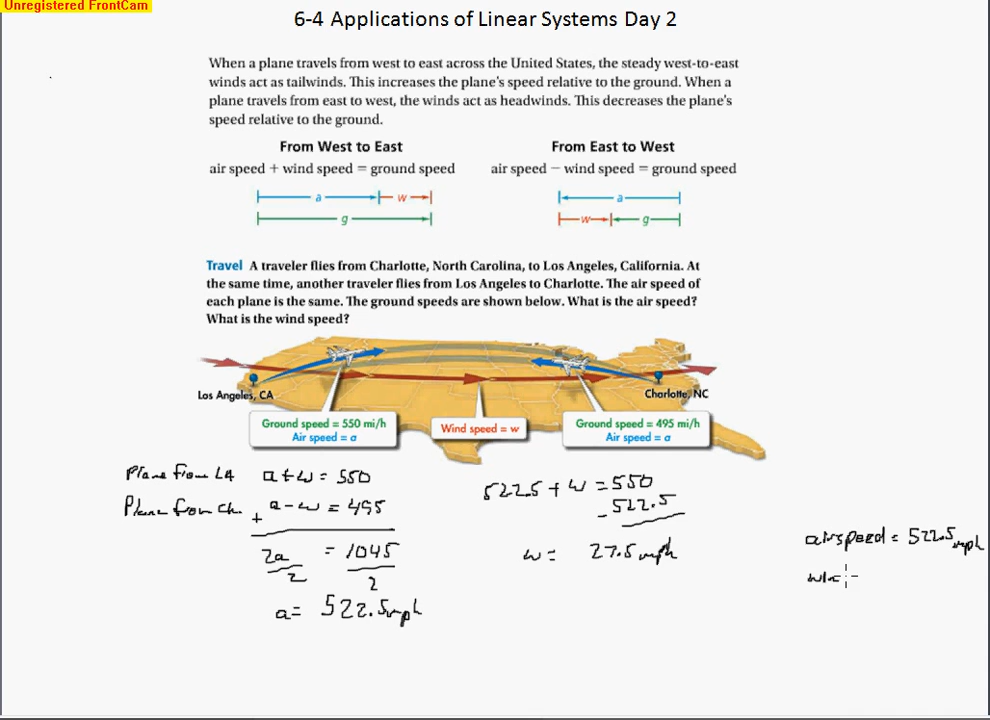 Unregistered FrontCam
6-4 Applications of Linear Systems Day 2
When a plane travels from west to east across the United States, the steady west-to-east
winds act as tailwinds. This increases the plane's speed relative to the ground. When a
plane travels from east to west, the winds act as headwinds. This decreases the plane's
speed relative to the ground.
From West to East
air speed + wind speed = ground speed
a w
g
From East to West
air speed − wind speed = ground speed
a
w g
Travel A traveler flies from Charlotte, North Carolina, to Los Angeles, California. At
the same time, another traveler flies from Los Angeles to Charlotte. The air speed of
each plane is the same. The ground speeds are shown below. What is the air speed?
What is the wind speed?
Los Angeles, CA
Charlotte, NC
Ground speed = 550 mi/h
Air speed = a
Wind speed = w
Ground speed = 495 mi/h
Air speed = a
Plane from LA a + w = 550
Plane from Ch. a - w = 495
+
2a = 1045
2 2
a = 522.5mph
522.5 + w = 550
- 522.5
w = 27.5 mph
airspeed = 522.5mph